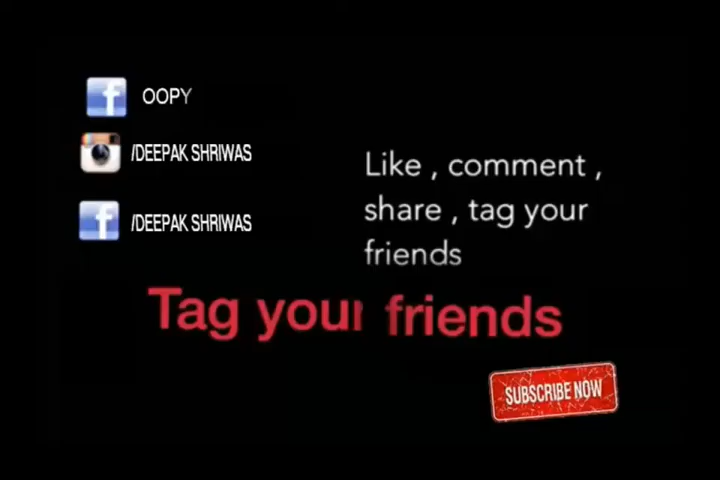 OOPY
/DEEPAK SHRIWAS
/DEEPAK SHRIWAS
Like , comment ,
share , tag your
friends
Tag your friends
SUBSCRIBE NOW